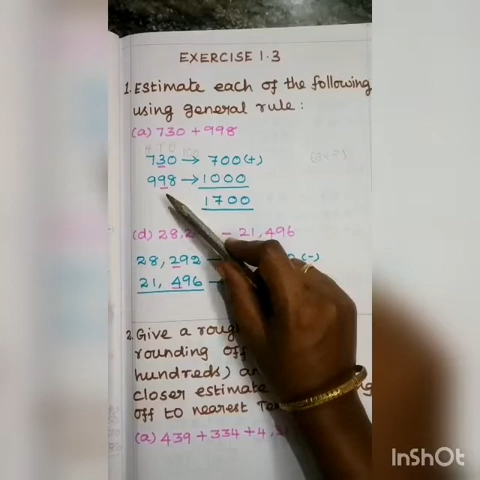 EXERCISE 1.3
1. Estimate each of the following
using general rule:
(a) 730 + 998
730 → 700(+)
998 → 1000
1700
(d) 28,2 - 21,496
28,292 → (-)
21,496 →
2. Give a roug
rounding off
hundreds) an
closer estimate
off to nearest Ten
(a) 439 + 334 + 4,3
InShOt